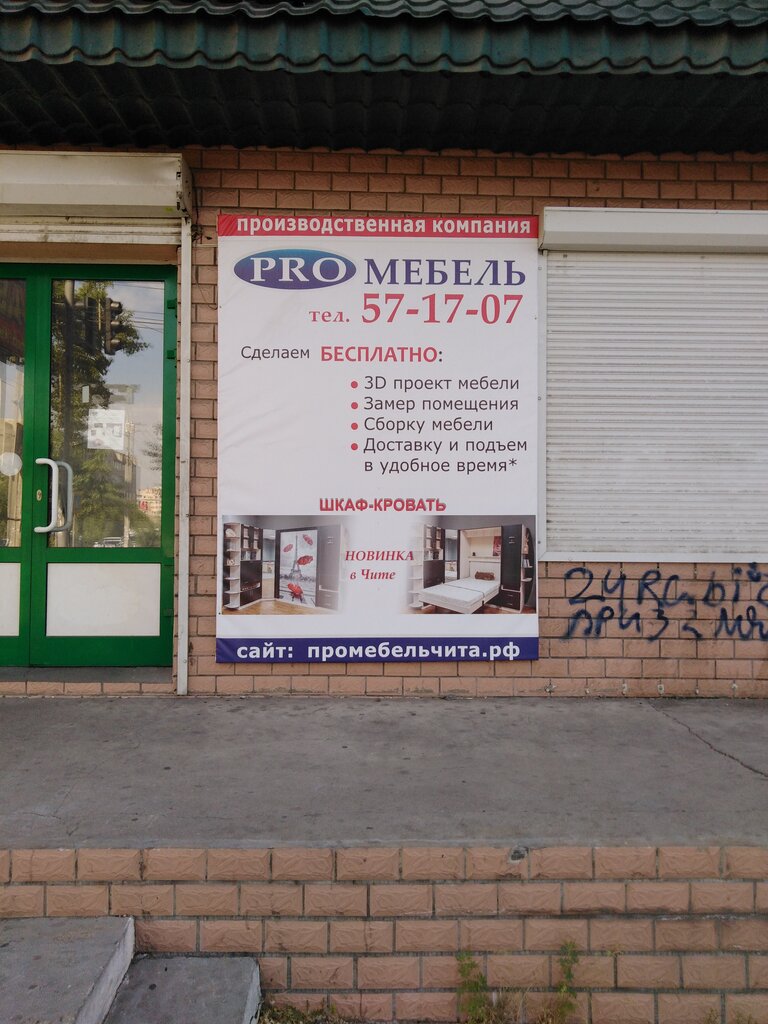 производственная компания
PRO МЕБЕЛЬ
тел. 57-17-07
Сделаем БЕСПЛАТНО:
• 3D проект мебели
• Замер помещения
• Сборку мебели
• Доставку и подъем
в удобное время*
ШКАФ-КРОВАТЬ
НОВИНКА
в Чите
сайт: промебельчита.рф